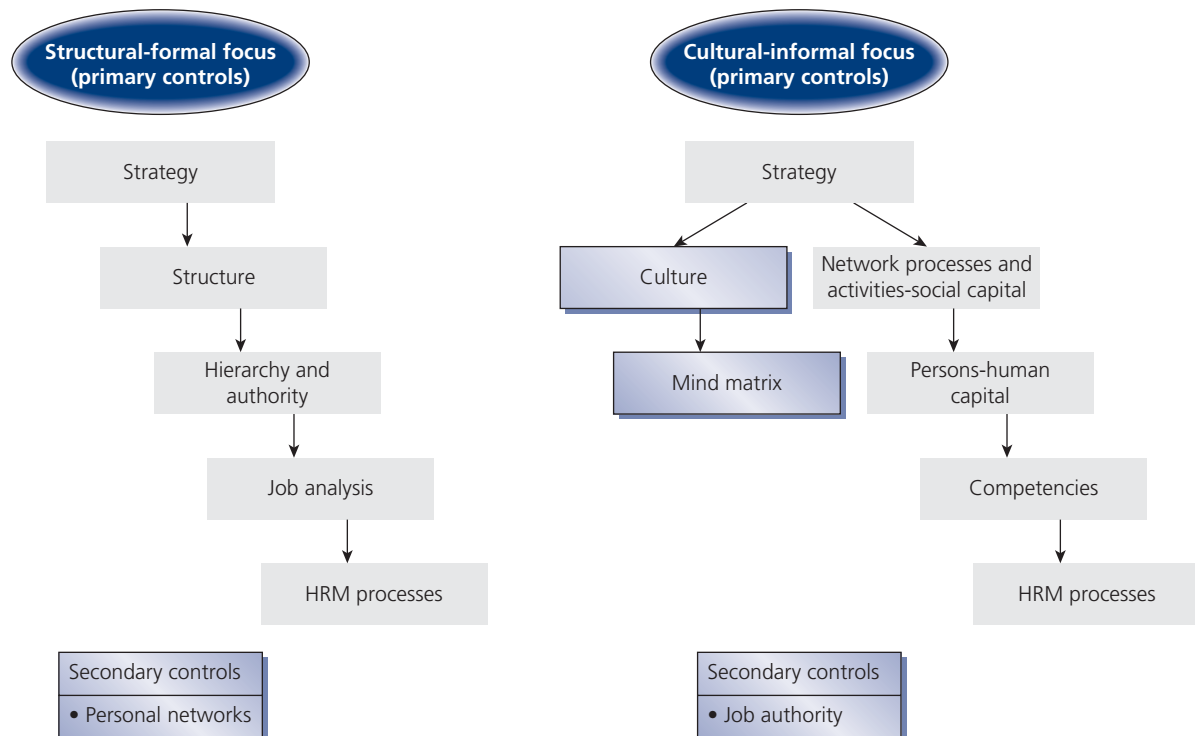 Structural-formal focus
(primary controls)
Strategy
Structure
Hierarchy and
authority
Job analysis
HRM processes
Secondary controls
• Personal networks
Cultural-informal focus
(primary controls)
Strategy
Culture
Network processes and
activities-social capital
Mind matrix
Persons-human
capital
Competencies
HRM processes
Secondary controls
• Job authority